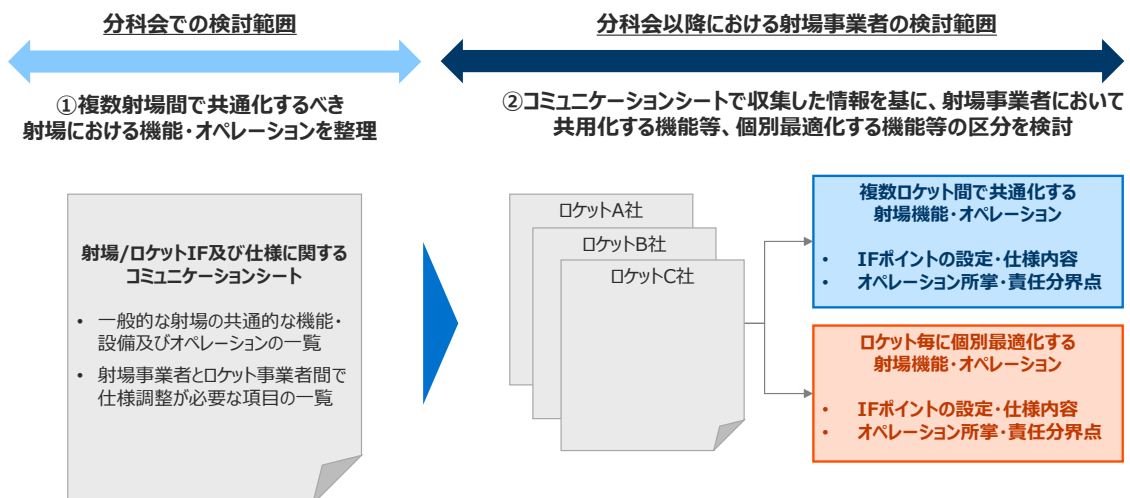 分科会での検討範囲
分科会以降における射場事業者の検討範囲
①複数射場間で共通化するべき
射場における機能・オペレーションを整理
②コミュニケーションシートで収集した情報を基に、射場事業者において
共用化する機能等、個別最適化する機能等の区分を検討
射場/ロケットIF及び仕様に関する
コミュニケーションシート
• 一般的な射場の共通的な機能・
設備及びオペレーションの一覧
• 射場事業者とロケット事業者間で
仕様調整が必要な項目の一覧
ロケットA社
ロケットB社
ロケットC社
複数ロケット間で共通化する
射場機能・オペレーション
• IFポイントの設定・仕様内容
• オペレーション所掌・責任分界点
ロケット毎に個別最適化する
射場機能・オペレーション
• IFポイントの設定・仕様内容
• オペレーション所掌・責任分界点